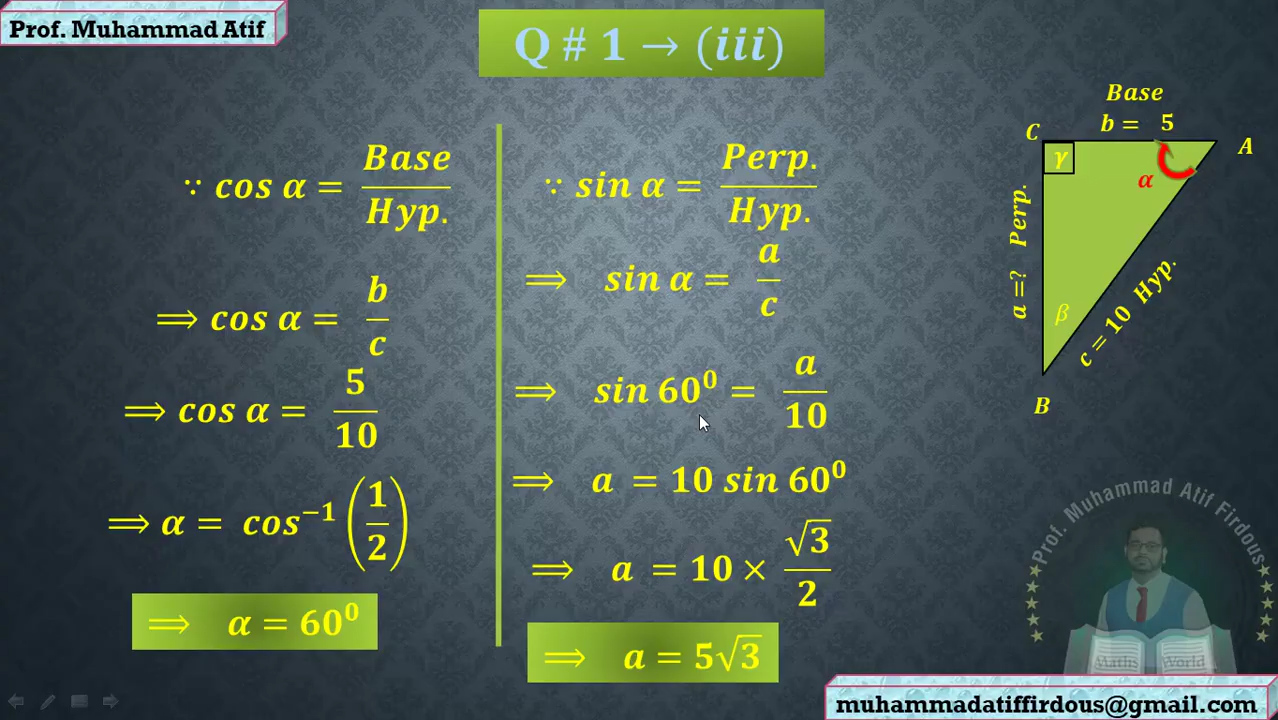 Prof. Muhammad Atif
Q # 1 → (iii)
∵ cos α = Base / Hyp.
⟹ cos α = b / c
⟹ cos α = 5 / 10
⟹ α = cos⁻¹ (1 / 2)
⟹ α = 60⁰
∵ sin α = Perp. / Hyp.
⟹ sin α = a / c
⟹ sin 60⁰ = a / 10
⟹ a = 10 sin 60⁰
⟹ a = 10 × √3 / 2
⟹ a = 5√3
Base
b = 5
C
A
γ
α
a =? Perp.
β
c = 10 Hyp.
B
Prof. Muhammad Atif Firdous
Maths World
muhammadatiffirdous@gmail.com